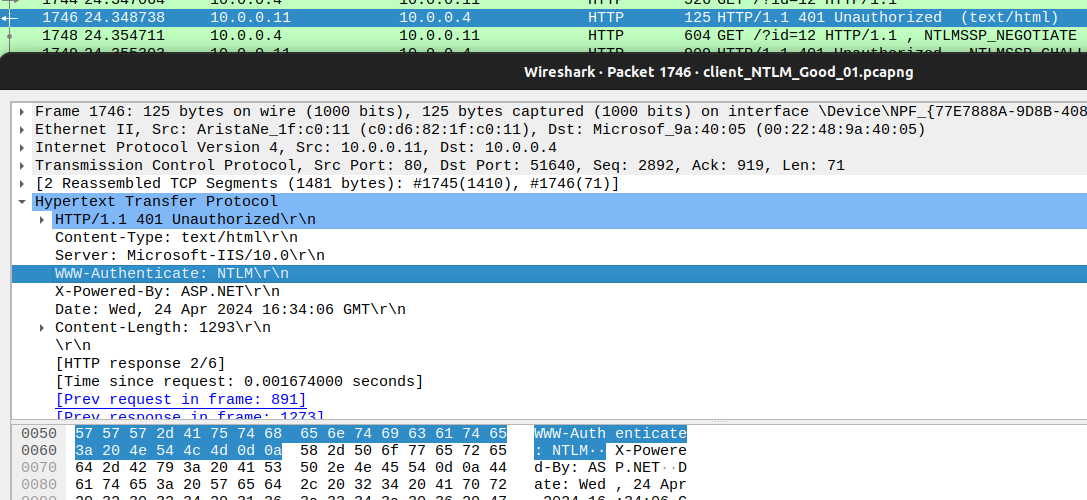 1746 24.348738 10.0.0.11 10.0.0.4 HTTP 125 HTTP/1.1 401 Unauthorized (text/html)
1748 24.354711 10.0.0.4 10.0.0.11 HTTP 604 GET /?id=12 HTTP/1.1 , NTLMSSP_NEGOTIATE
Wireshark · Packet 1746 · client_NTLM_Good_01.pcapng
Frame 1746: 125 bytes on wire (1000 bits), 125 bytes captured (1000 bits) on interface \Device\NPF_{77E7888A-9D8B-408
Ethernet II, Src: AristaNe_1f:c0:11 (c0:d6:82:1f:c0:11), Dst: Microsof_9a:40:05 (00:22:48:9a:40:05)
Internet Protocol Version 4, Src: 10.0.0.11, Dst: 10.0.0.4
Transmission Control Protocol, Src Port: 80, Dst Port: 51640, Seq: 2892, Ack: 919, Len: 71
[2 Reassembled TCP Segments (1481 bytes): #1745(1410), #1746(71)]
Hypertext Transfer Protocol
HTTP/1.1 401 Unauthorized\r\n
Content-Type: text/html\r\n
Server: Microsoft-IIS/10.0\r\n
WWW-Authenticate: NTLM\r\n
X-Powered-By: ASP.NET\r\n
Date: Wed, 24 Apr 2024 16:34:06 GMT\r\n
Content-Length: 1293\r\n
\r\n
[HTTP response 2/6]
[Time since request: 0.001674000 seconds]
[Prev request in frame: 891]
[Prev response in frame: 1273]
0050 57 57 57 2d 41 75 74 68 65 6e 74 69 63 61 74 65 WWW-Auth enticate
0060 3a 20 4e 54 4c 4d 0d 0a 58 2d 50 6f 77 65 72 65 : NTLM·· X-Powere
0070 64 2d 42 79 3a 20 41 53 50 2e 4e 45 54 0d 0a 44 d-By: AS P.NET··D
0080 61 74 65 3a 20 57 65 64 2c 20 32 34 20 41 70 72 ate: Wed , 24 Apr